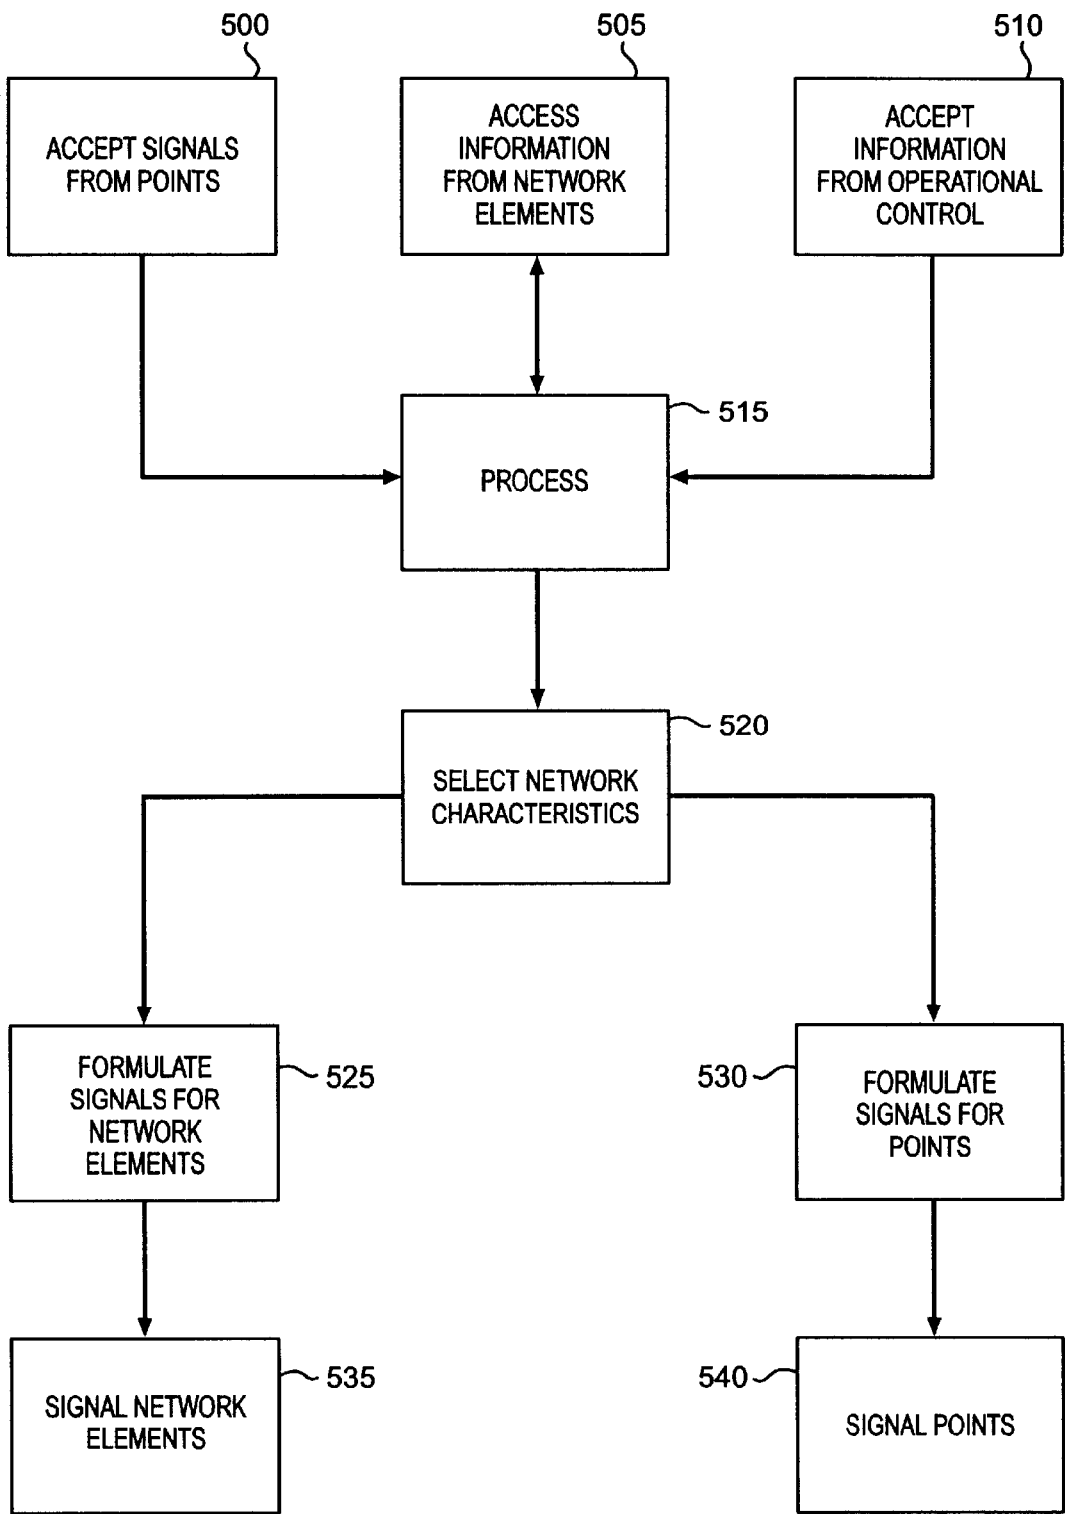 500
505
510
ACCEPT SIGNALS
FROM POINTS
ACCESS
INFORMATION
FROM NETWORK
ELEMENTS
ACCEPT
INFORMATION
FROM OPERATIONAL
CONTROL
515
PROCESS
520
SELECT NETWORK
CHARACTERISTICS
FORMULATE
SIGNALS FOR
NETWORK
ELEMENTS
525
530
FORMULATE
SIGNALS FOR
POINTS
SIGNAL NETWORK
ELEMENTS
535
540
SIGNAL POINTS